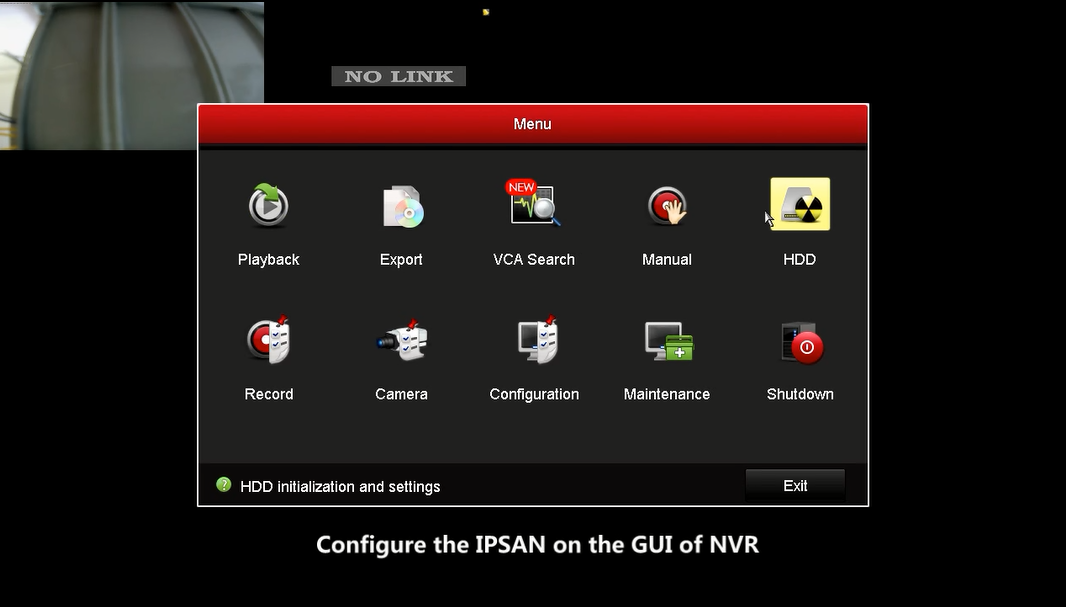 NO LINK
Menu
NEW
Playback
Export
VCA Search
Manual
HDD
Record
Camera
Configuration
Maintenance
Shutdown
? HDD initialization and settings
Exit
Configure the IPSAN on the GUI of NVR